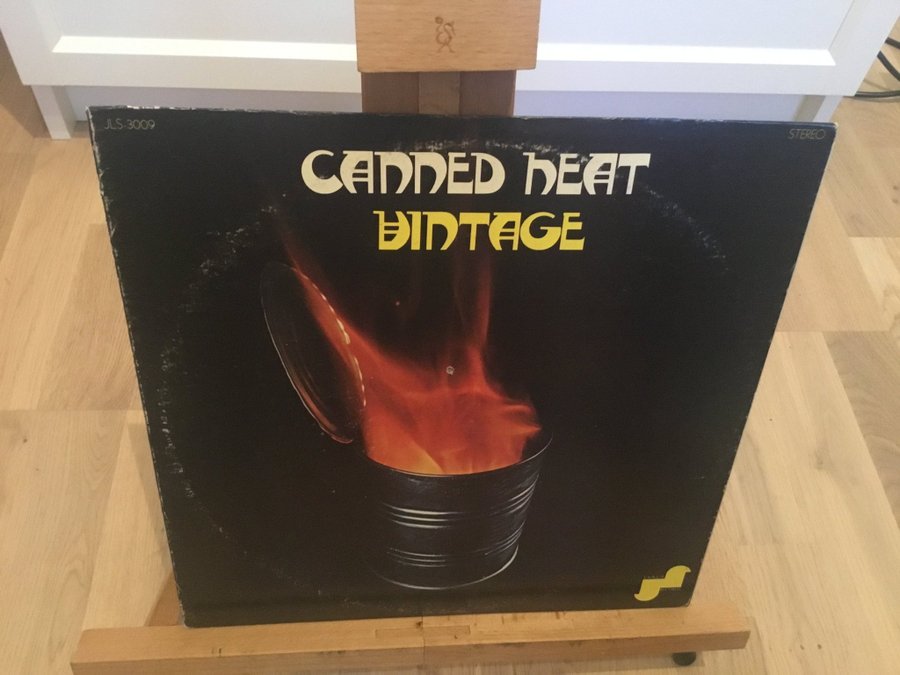 JLS-3009
STEREO
CANNED HEAT
VINTAGE